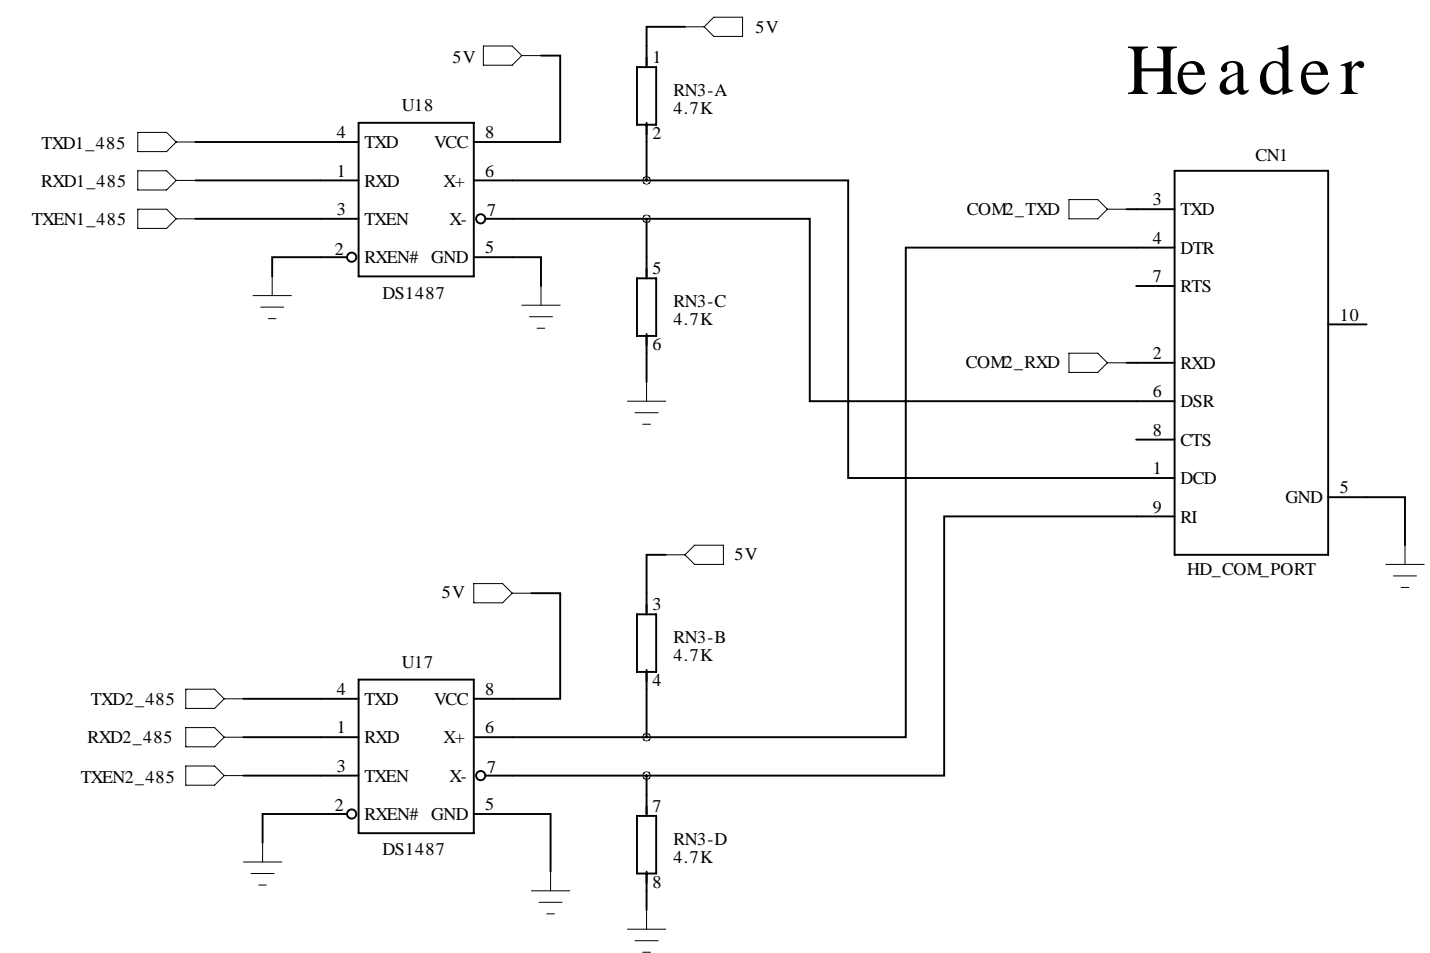 Header
5V
5V
1
RN3-A
4.7K
2
U18
TXD1_485
4
TXD
VCC
8
RXD1_485
1
RXD
X+
6
TXEN1_485
3
TXEN
X-
7
2
RXEN#
GND
5
DS1487
5
RN3-C
4.7K
6
CN1
COM2_TXD
3
TXD
4
DTR
7
RTS
10
COM2_RXD
2
RXD
6
DSR
8
CTS
1
DCD
GND
5
9
RI
HD_COM_PORT
5V
5V
3
RN3-B
4.7K
4
U17
TXD2_485
4
TXD
VCC
8
RXD2_485
1
RXD
X+
6
TXEN2_485
3
TXEN
X-
7
2
RXEN#
GND
5
DS1487
7
RN3-D
4.7K
8